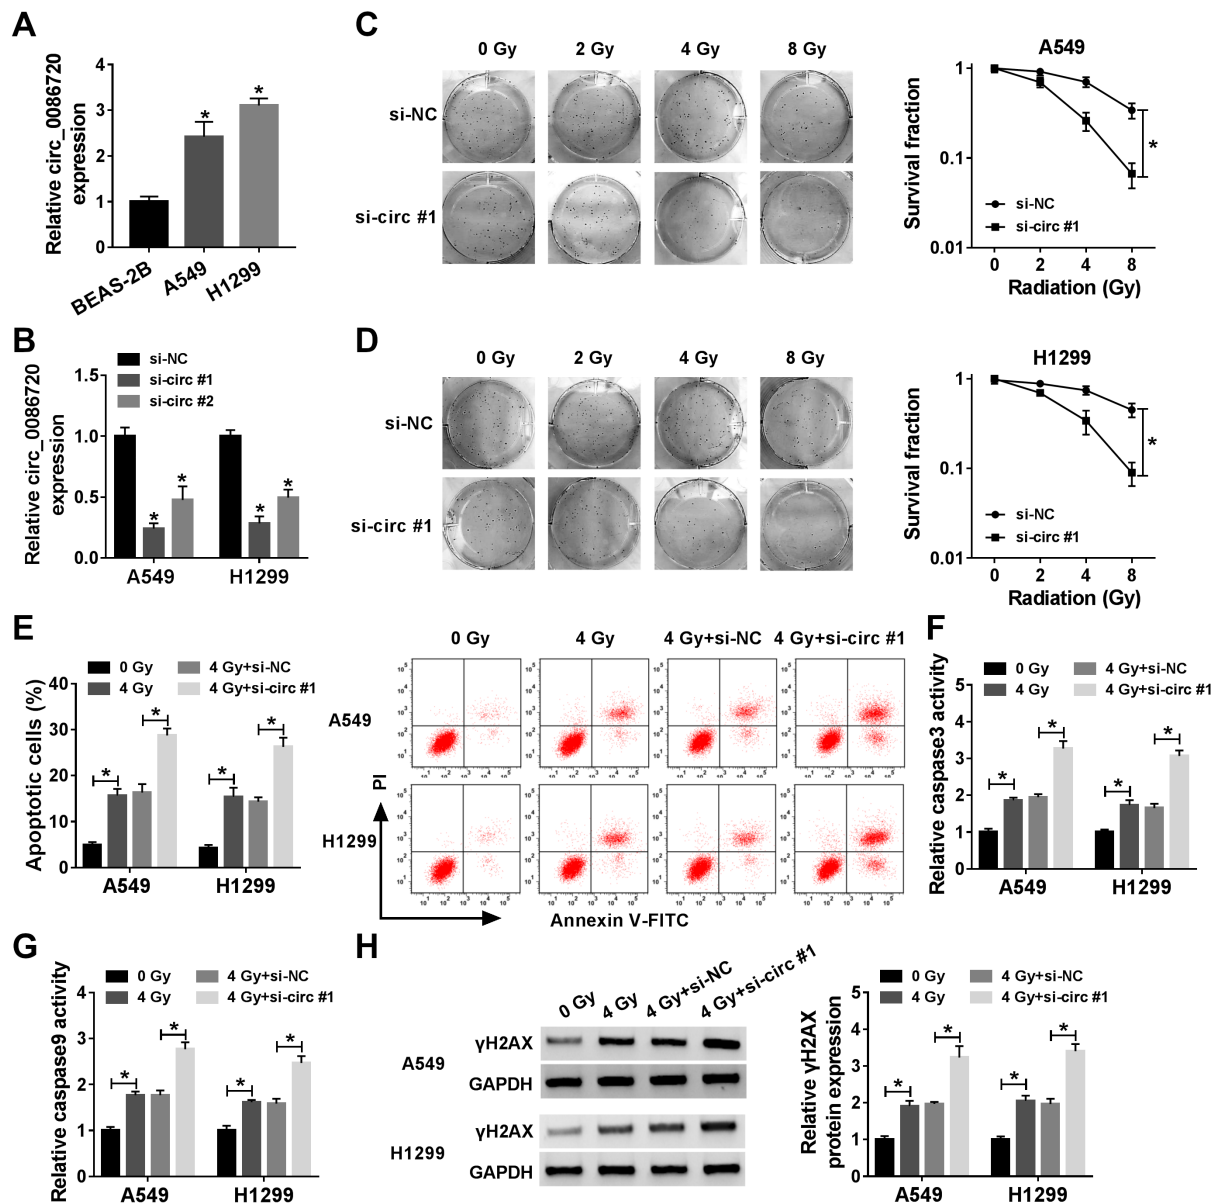 A
Relative circ_0086720
expression
4
3
2
1
0
*
*
BEAS-2B
A549
H1299
B
si-NC
si-circ #1
si-circ #2
Relative circ_0086720
expression
1.5
1.0
0.5
0.0
*
*
*
*
A549
H1299
C
0 Gy
2 Gy
4 Gy
8 Gy
si-NC
si-circ #1
A549
Survival fraction
1
0.1
0.01
*
si-NC
si-circ #1
0
2
4
8
Radiation (Gy)
D
0 Gy
2 Gy
4 Gy
8 Gy
si-NC
si-circ #1
H1299
Survival fraction
1
0.1
0.01
*
si-NC
si-circ #1
0
2
4
8
Radiation (Gy)
E
0 Gy
4 Gy
4 Gy+si-NC
4 Gy+si-circ #1
Apoptotic cells (%)
40
30
20
10
0
*
*
*
*
A549
H1299
0 Gy
4 Gy
4 Gy+si-NC
4 Gy+si-circ #1
A549
H1299
PI
Annexin V-FITC
F
0 Gy
4 Gy
4 Gy+si-NC
4 Gy+si-circ #1
Relative caspase3 activity
5
4
3
2
1
0
*
*
*
*
A549
H1299
G
0 Gy
4 Gy
4 Gy+si-NC
4 Gy+si-circ #1
Relative caspase9 activity
4
3
2
1
0
*
*
*
*
A549
H1299
H
0 Gy
4 Gy
4 Gy+si-NC
4 Gy+si-circ #1
A549
γH2AX
GAPDH
H1299
γH2AX
GAPDH
0 Gy
4 Gy
4 Gy+si-NC
4 Gy+si-circ #1
Relative γH2AX
protein expression
5
4
3
2
1
0
*
*
*
*
A549
H1299